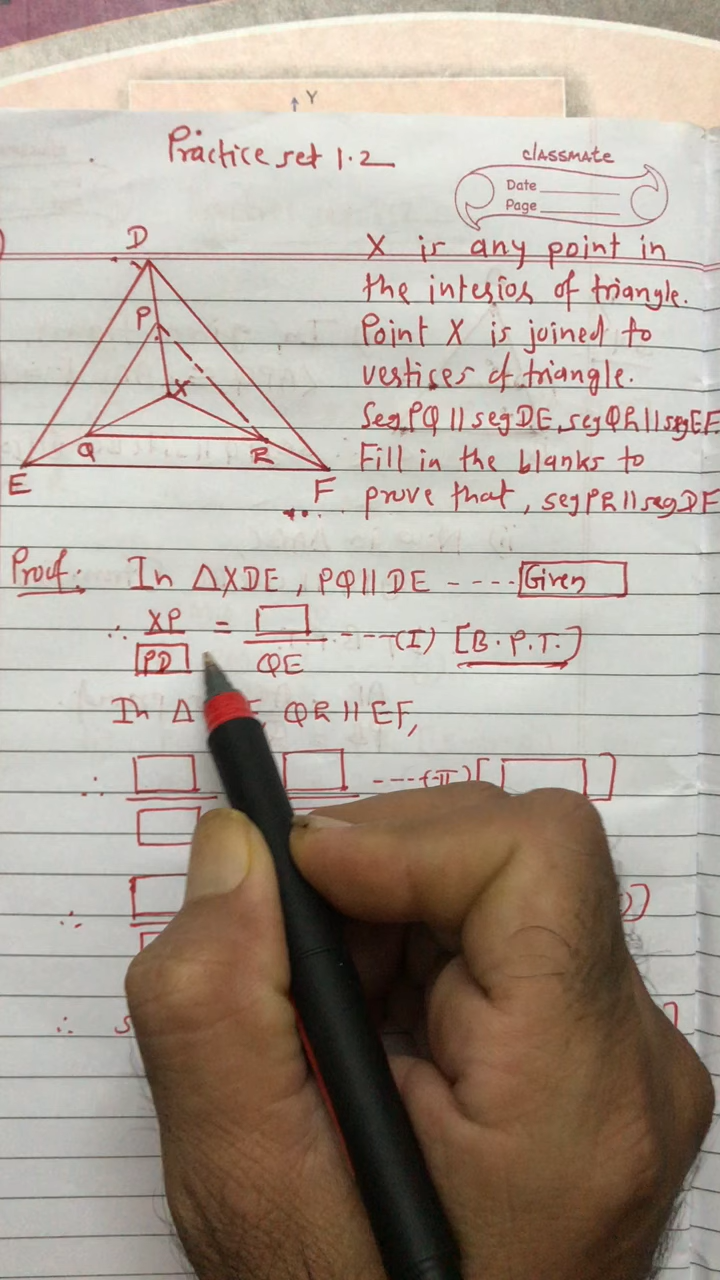 Y
Practice set 1.2
classmate
Date
Page
D
P
X
Q
R
E
F
X is any point in
the interior of triangle.
Point X is joined to
vertices of triangle.
Seg PQ || seg DE, seg QR || seg EF
Fill in the blanks to
prove that, seg PR || seg DF
Proof: In △XDE, PQ || DE ---- Given
∴ XP / PD = □ / QE ---(I) [B.P.T.]
In △ F, QR || EF,
∴ □ / □ □ ---(II) [□]
∴ □ / □ )]
∴ s ]